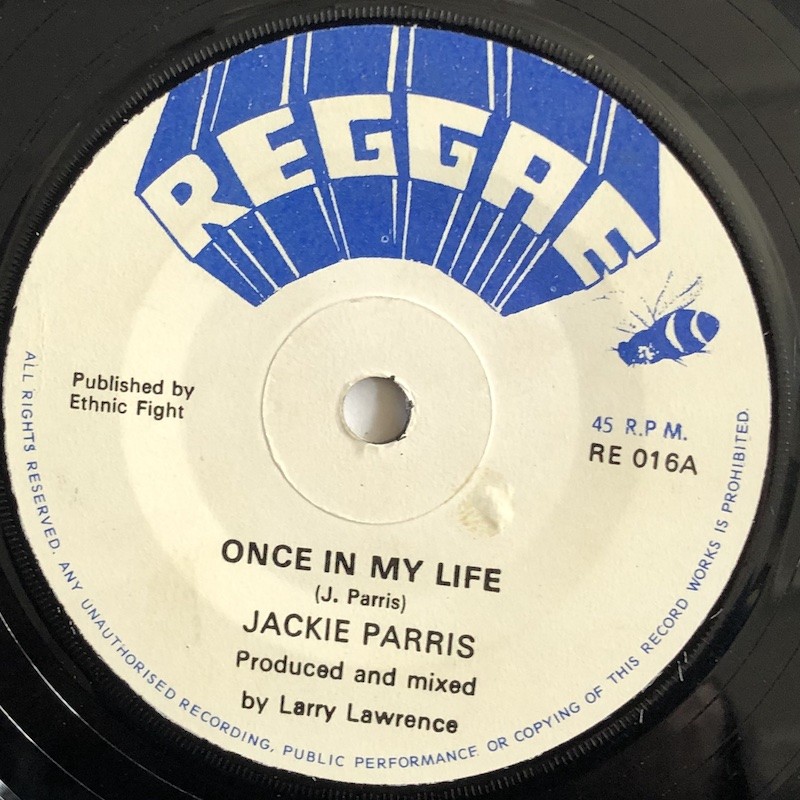 REGGAE
Published by
Ethnic Fight
45 R.P M.
RE 016A
ONCE IN MY LIFE
(J. Parris)
JACKIE PARRIS
Produced and mixed
by Larry Lawrence
ALL RIGHTS RESERVED. ANY UNAUTHORISED RECORDING, PUBLIC PERFORMANCE OR COPYING OF THIS RECORD WORKS IS PROHIBITED.